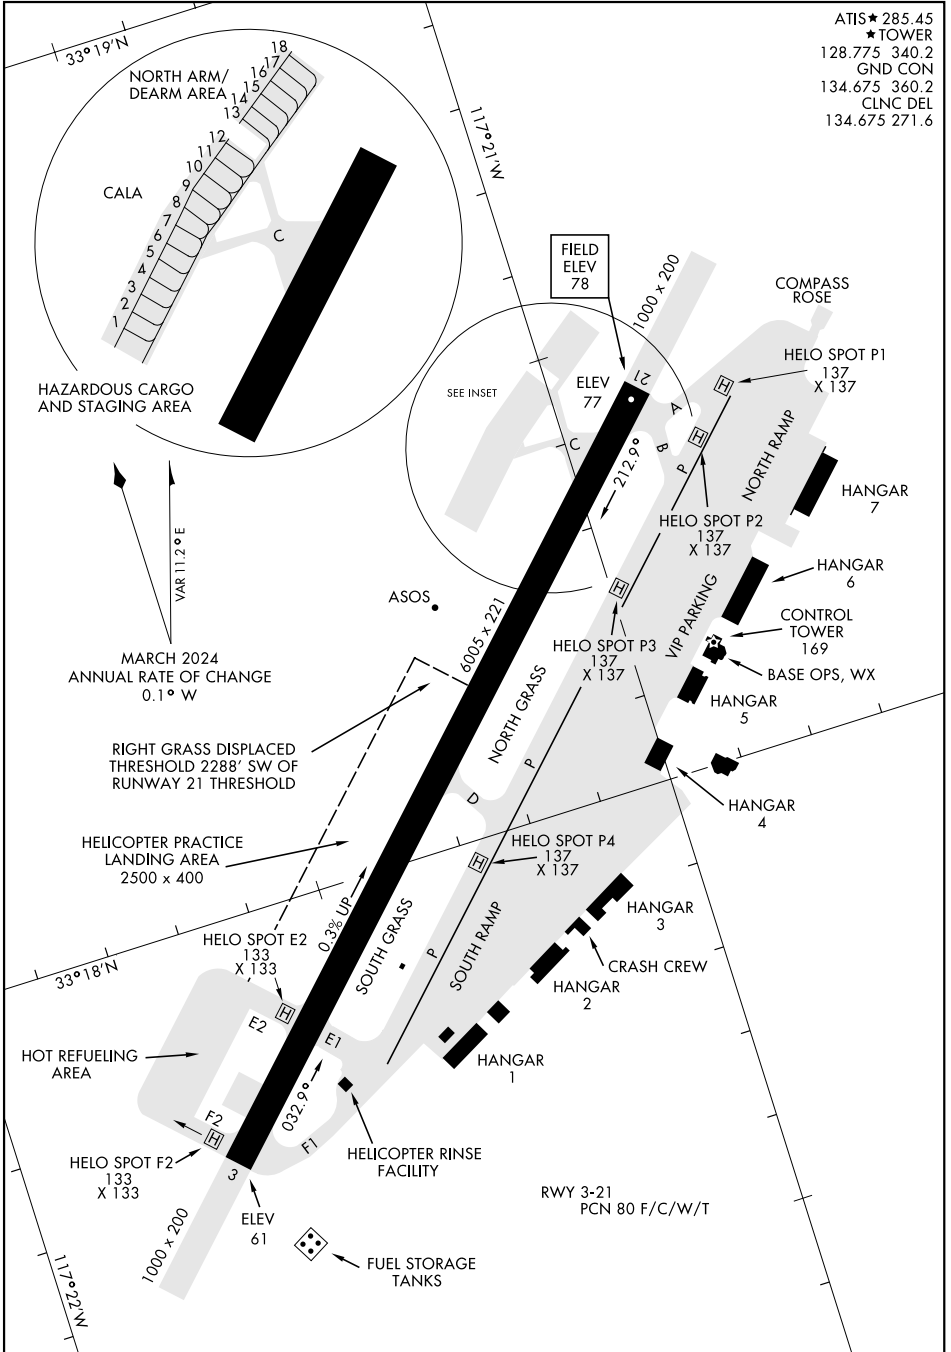 ATIS★ 285.45
★TOWER
128.775 340.2
GND CON
134.675 360.2
CLNC DEL
134.675 271.6
33°19'N
NORTH ARM/
DEARM AREA
18
17
16
15
14
13
12
11
10
9
8
7
6
5
4
3
2
1
CALA
C
HAZARDOUS CARGO
AND STAGING AREA
117°21'W
FIELD
ELEV
78
1000 x 200
COMPASS
ROSE
HELO SPOT P1
137
X 137
SEE INSET
ELEV
77
21
H
A
B
C
P
H
212.9°
NORTH RAMP
HANGAR
7
HELO SPOT P2
137
X 137
VAR 11.2° E
HANGAR
6
ASOS
6005 x 221
H
VIP PARKING
CONTROL
TOWER
169
HELO SPOT P3
137
X 137
BASE OPS, WX
MARCH 2024
ANNUAL RATE OF CHANGE
0.1° W
NORTH GRASS
HANGAR
5
RIGHT GRASS DISPLACED
THRESHOLD 2288' SW OF
RUNWAY 21 THRESHOLD
P
D
HANGAR
4
HELICOPTER PRACTICE
LANDING AREA
2500 x 400
HELO SPOT P4
137
X 137
H
0.3% UP
HANGAR
3
HELO SPOT E2
133
X 133
SOUTH GRASS
P
SOUTH RAMP
33°18'N
CRASH CREW
HANGAR
2
H
E2
E1
HOT REFUELING
AREA
HANGAR
1
032.9°
F2
H
F1
HELICOPTER RINSE
FACILITY
HELO SPOT F2
133
X 133
3
RWY 3-21
PCN 80 F/C/W/T
ELEV
61
1000 x 200
FUEL STORAGE
TANKS
117°22'W